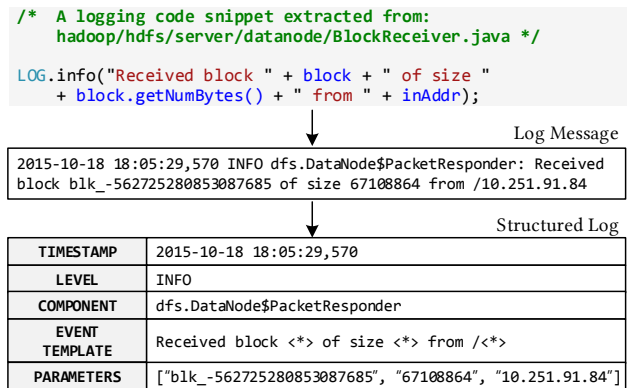 /*  A logging code snippet extracted from:
hadoop/hdfs/server/datanode/BlockReceiver.java */
LOG.info("Received block " + block + " of size "
+ block.getNumBytes() + " from " + inAddr);
Log Message
2015-10-18 18:05:29,570 INFO dfs.DataNode$PacketResponder: Received
block blk_-562725280853087685 of size 67108864 from /10.251.91.84
Structured Log
TIMESTAMP 2015-10-18 18:05:29,570
LEVEL INFO
COMPONENT dfs.DataNode$PacketResponder
EVENT
TEMPLATE Received block <*> of size <*> from /<*>
PARAMETERS ["blk_-562725280853087685", "67108864", "10.251.91.84"]